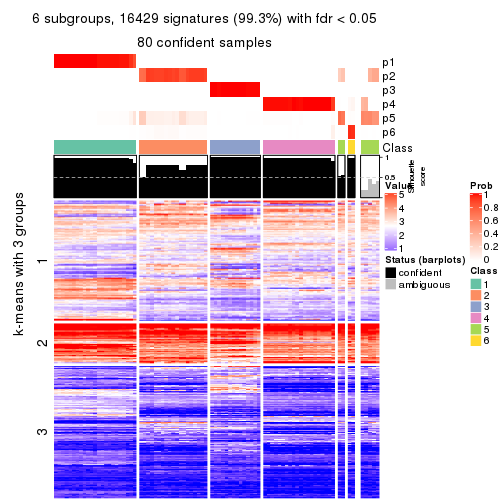 6 subgroups, 16429 signatures (99.3%) with fdr < 0.05
80 confident samples
p1
p2
p3
p4
p5
p6
Class
1
0.5
0
Silhouette
score
k-means with 3 groups
1
2
3
Value
5
4
3
2
1
Status (barplots)
confident
ambiguous
Prob
1
0.8
0.6
0.4
0.2
0
Class
1
2
3
4
5
6